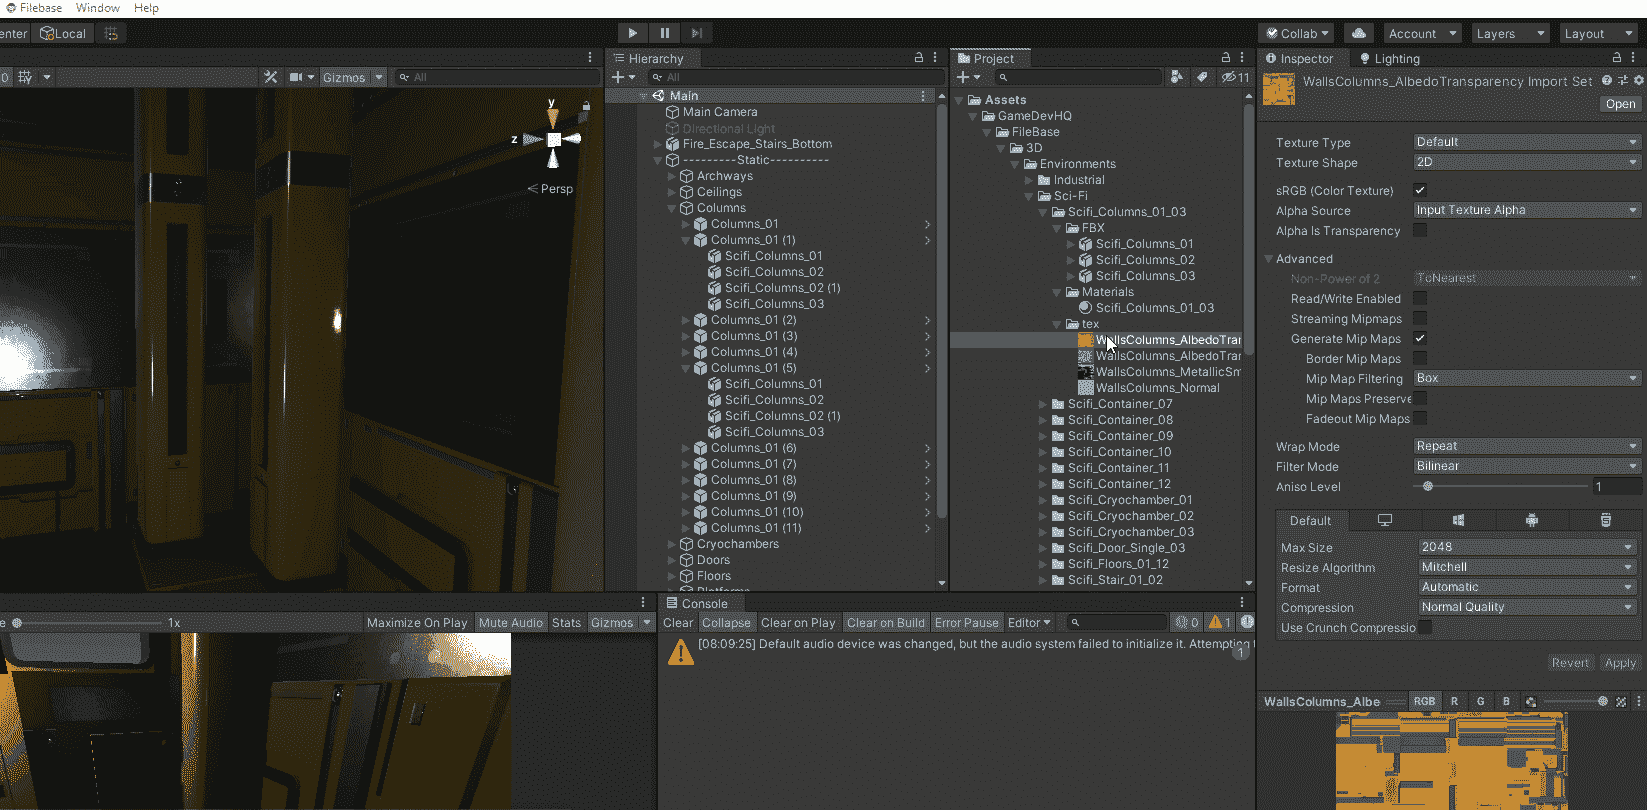 Filebase Window Help
enter Local
Collab Account Layers Layout
0 Gizmos All
y
z
Persp
Hierarchy
All
Main
Main Camera
Directional Light
Fire_Escape_Stairs_Bottom
---------Static----------
Archways
Ceilings
Columns
Columns_01
Columns_01 (1)
Scifi_Columns_01
Scifi_Columns_02
Scifi_Columns_02 (1)
Scifi_Columns_03
Columns_01 (2)
Columns_01 (3)
Columns_01 (4)
Columns_01 (5)
Scifi_Columns_01
Scifi_Columns_02
Scifi_Columns_02 (1)
Scifi_Columns_03
Columns_01 (6)
Columns_01 (7)
Columns_01 (8)
Columns_01 (9)
Columns_01 (10)
Columns_01 (11)
Cryochambers
Doors
Floors
Platforms
Project
11
Assets
GameDevHQ
FileBase
3D
Environments
Industrial
Sci-Fi
Scifi_Columns_01_03
FBX
Scifi_Columns_01
Scifi_Columns_02
Scifi_Columns_03
Materials
Scifi_Columns_01_03
tex
WallsColumns_AlbedoTran
WallsColumns_AlbedoTran
WallsColumns_MetallicSm
WallsColumns_Normal
Scifi_Container_07
Scifi_Container_08
Scifi_Container_09
Scifi_Container_10
Scifi_Container_11
Scifi_Container_12
Scifi_Cryochamber_01
Scifi_Cryochamber_02
Scifi_Cryochamber_03
Scifi_Door_Single_03
Scifi_Floors_01_12
Scifi_Stair_01_02
Inspector Lighting
WallsColumns_AlbedoTransparency Import Set
Open
Texture Type Default
Texture Shape 2D
sRGB (Color Texture)
Alpha Source Input Texture Alpha
Alpha Is Transparency
Advanced
Non-Power of 2 ToNearest
Read/Write Enabled
Streaming Mipmaps
Generate Mip Maps
Border Mip Maps
Mip Map Filtering Box
Mip Maps Preserve
Fadeout Mip Maps
Wrap Mode Repeat
Filter Mode Bilinear
Aniso Level 1
Default
Max Size 2048
Resize Algorithm Mitchell
Format Automatic
Compression Normal Quality
Use Crunch Compressio
Revert Apply
WallsColumns_Albe RGB R G B
e 1x Maximize On Play Mute Audio Stats Gizmos
Console
Clear Collapse Clear on Play Clear on Build Error Pause Editor 0 1
[08:09:25] Default audio device was changed, but the audio system failed to initialize it. Attempting t
1